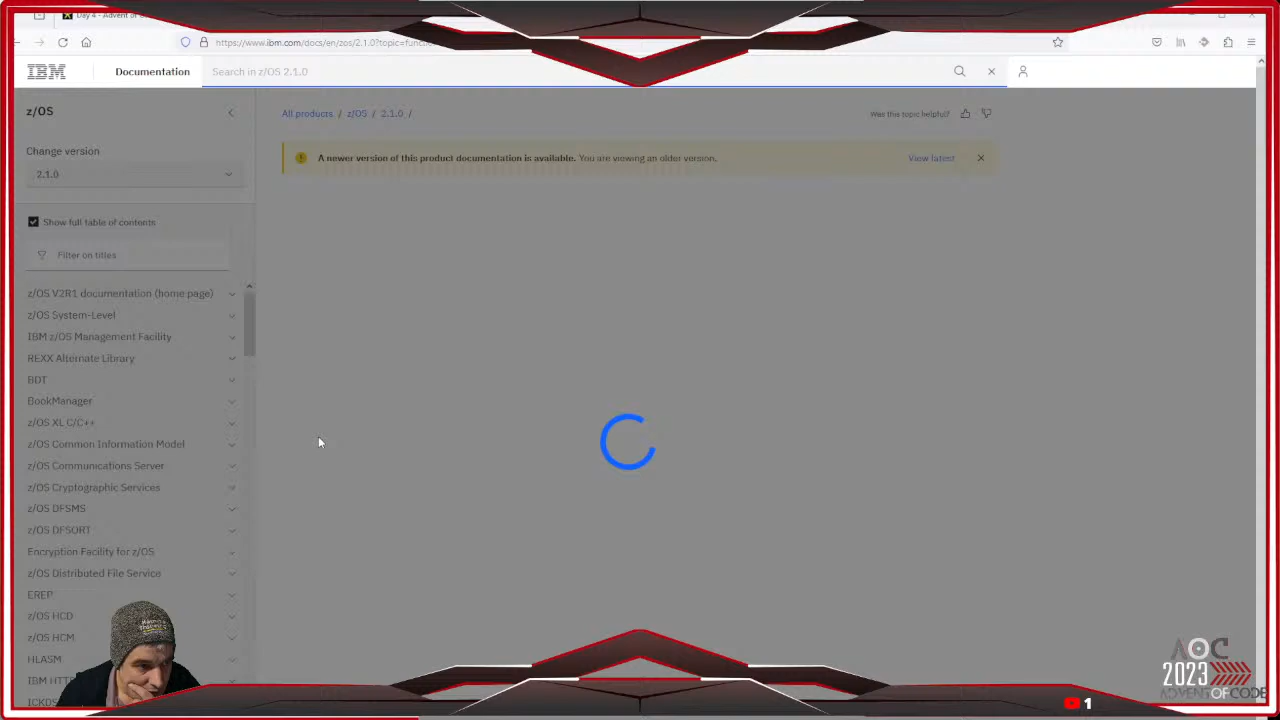 Day 4 - Advent of
https://www.ibm.com/docs/en/zos/2.1.0?topic=func
IBM
Documentation
Search in z/OS 2.1.0
z/OS
All products / z/OS / 2.1.0 /
Was this topic helpful?
Change version
A newer version of this product documentation is available. You are viewing an older version.
View latest
2.1.0
Show full table of contents
Filter on titles
z/OS V2R1 documentation (home page)
z/OS System-Level
IBM z/OS Management Facility
REXX Alternate Library
BDT
BookManager
z/OS XL C/C++
z/OS Common Information Model
z/OS Communications Server
z/OS Cryptographic Services
z/OS DFSMS
z/OS DFSORT
Encryption Facility for z/OS
z/OS Distributed File Service
EREP
z/OS HCD
z/OS HCM
HLASM
IBM HT
ICKDS
AOC
2023
ADVENTOFCODE
1